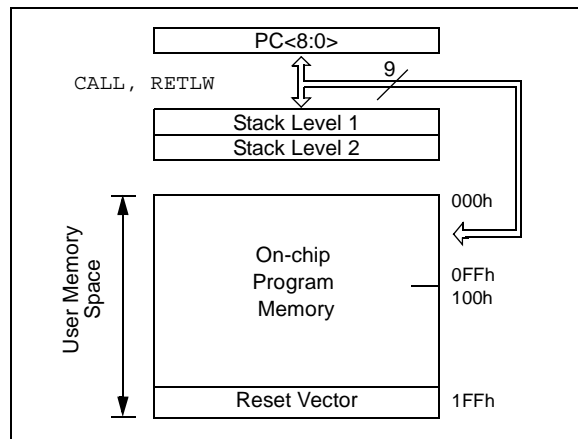 PC<8:0>
9
CALL, RETLW
Stack Level 1
Stack Level 2
000h
User Memory
Space
On-chip
Program
Memory
0FFh
100h
Reset Vector
1FFh